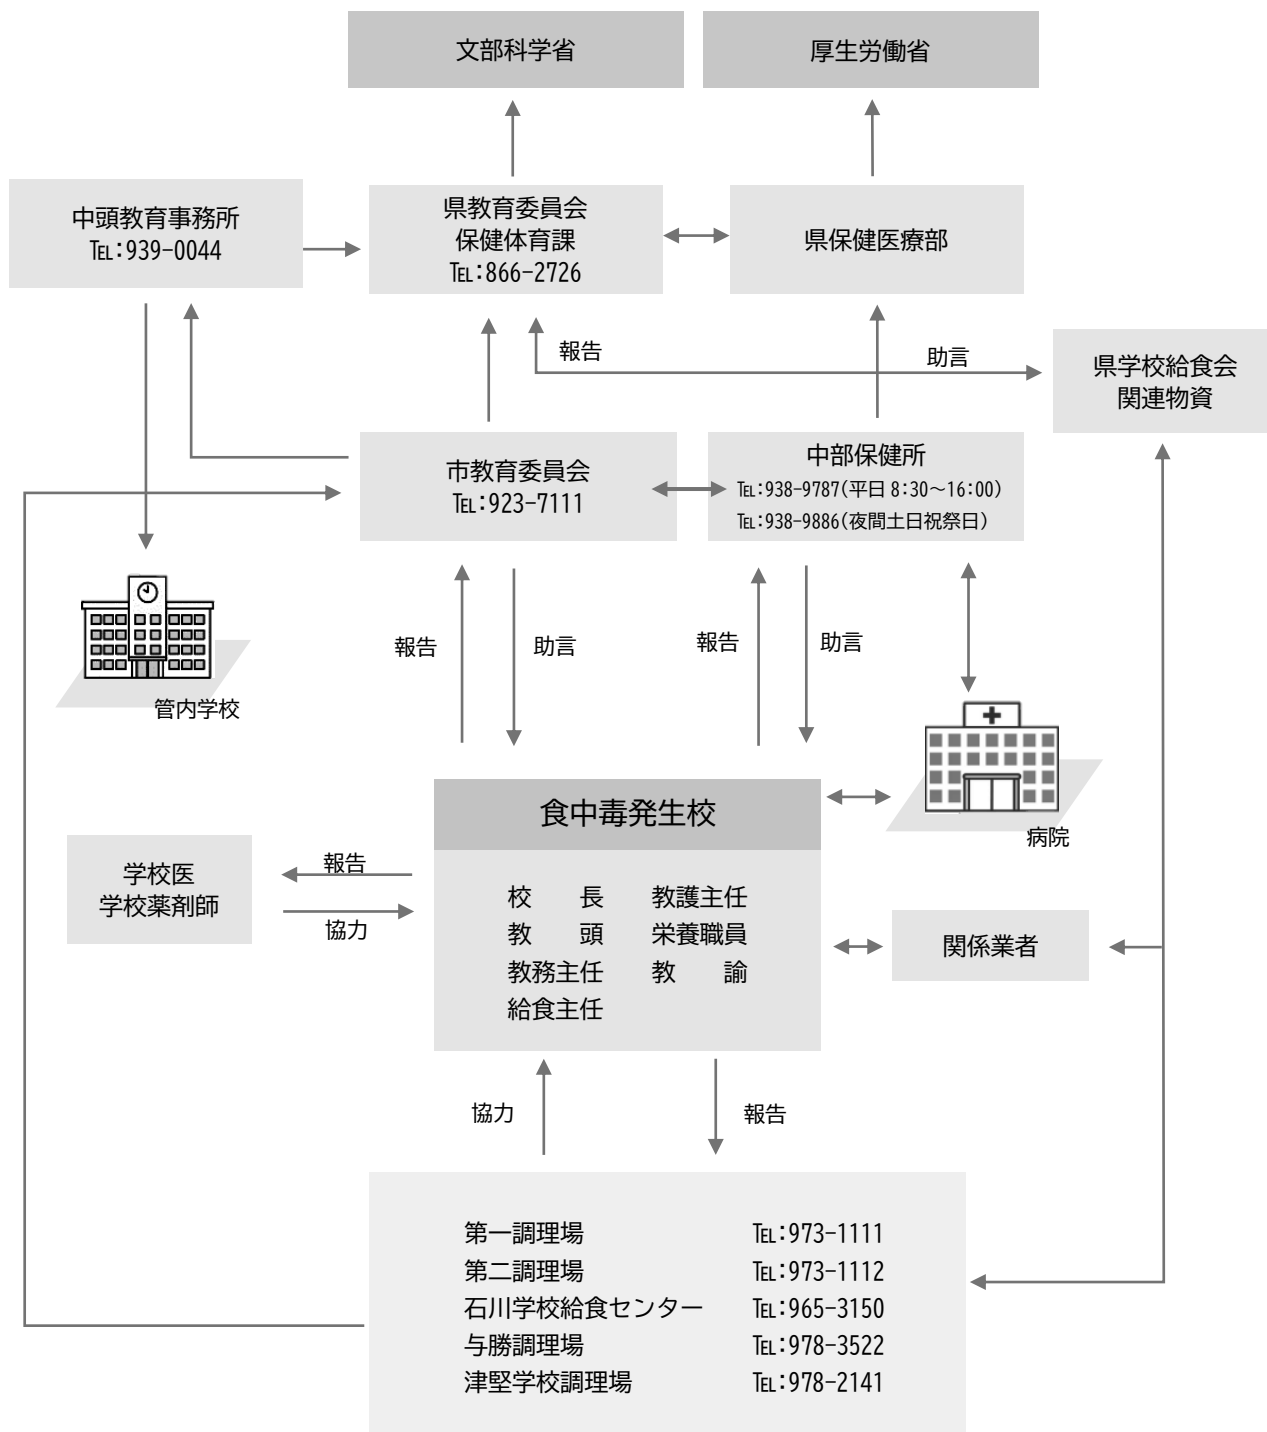 文部科学省
厚生労働省
中頭教育事務所
℡:939-0044
県教育委員会
保健体育課
℡:866-2726
県保健医療部
報告
助言
県学校給食会
関連物資
市教育委員会
℡:923-7111
中部保健所
℡:938-9787(平日 8:30～16:00)
℡:938-9886(夜間土日祝祭日)
報告
助言
報告
助言
管内学校
病院
食中毒発生校
校　　長　　教護主任
教　　頭　　栄養職員
教務主任　　教　　諭
給食主任
学校医
学校薬剤師
報告
協力
関係業者
協力
報告
第一調理場　　℡:973-1111
第二調理場　　℡:973-1112
石川学校給食センター　　℡:965-3150
与勝調理場　　℡:978-3522
津堅学校調理場　　℡:978-2141